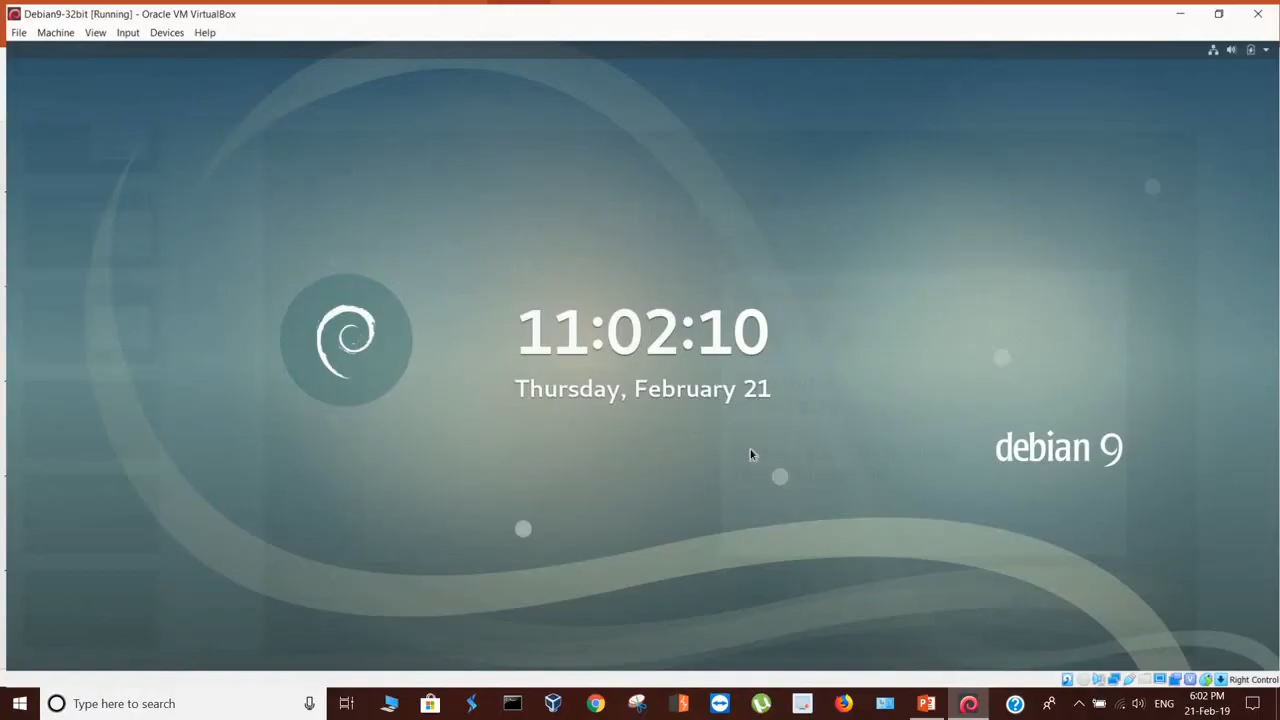 Debian9-32bit [Running] - Oracle VM VirtualBox
File Machine View Input Devices Help
11:02:10
Thursday, February 21
debian 9
Right Control
Type here to search
ENG
6:02 PM
21-Feb-19